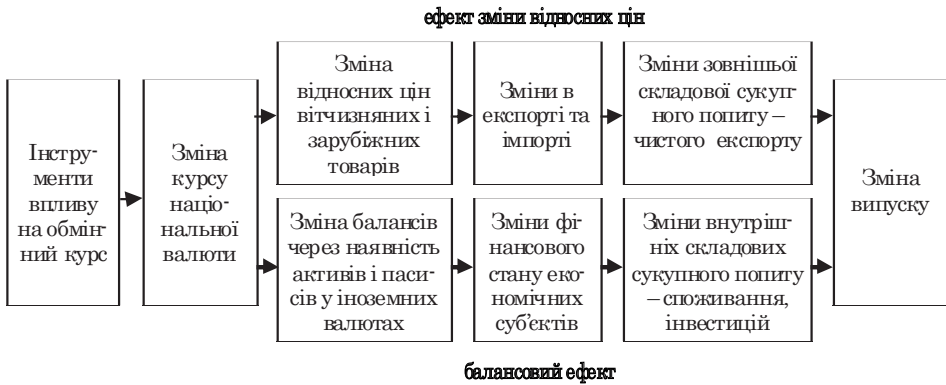 ефект зміни відносних цін
Інстру-
менти
впливу
на обмін-
ний курс
Зміна
курсу
націо-
нальної
валюти
Зміна
відносних цін
вітчизняних і
зарубіжних
товарів
Зміни в
експорті та
імпорті
Зміни зовнішьої
складової сукуп-
ного попиту –
чистого експорту
Зміна балансів
через наявність
активів і паси-
сів у іноземних
валютах
Зміни фі-
нансового
стану еко-
номічних
суб’єктів
Зміни внутріш-
ніх складових
сукупного попиту
– споживання,
інвестицій
Зміна
випуску
балансовий ефект